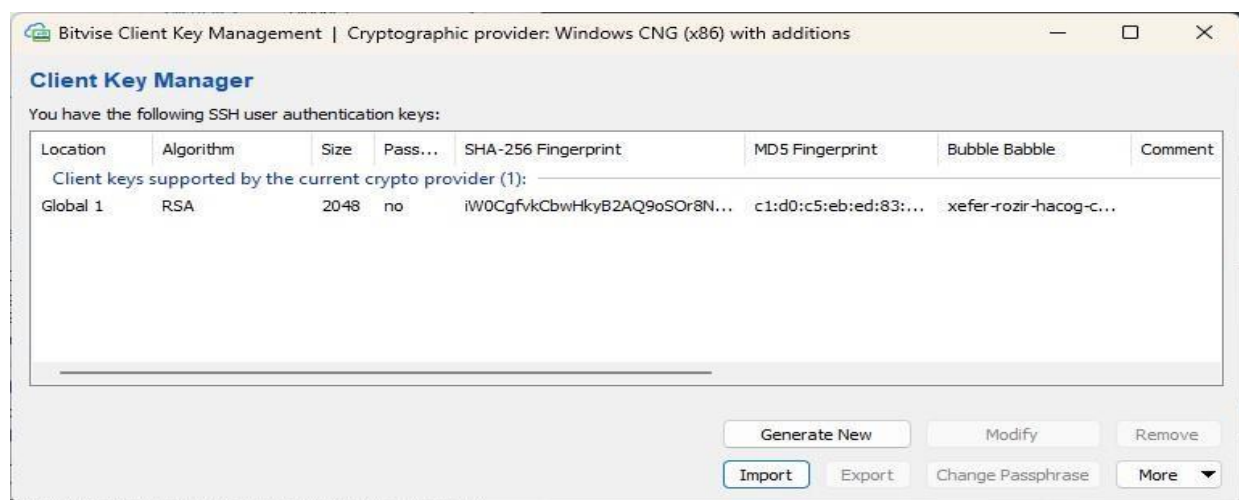 Bitvise Client Key Management | Cryptographic provider: Windows CNG (x86) with additions
Client Key Manager
You have the following SSH user authentication keys:
Location Algorithm Size Pass... SHA-256 Fingerprint MD5 Fingerprint Bubble Babble Comment
Client keys supported by the current crypto provider (1):
Global 1 RSA 2048 no iW0CgfvkCbwHkyB2AQ9oSOr8N... c1:d0:c5:eb:ed:83:... xefer-rozir-hacog-c...
Generate New Modify Remove
Import Export Change Passphrase More